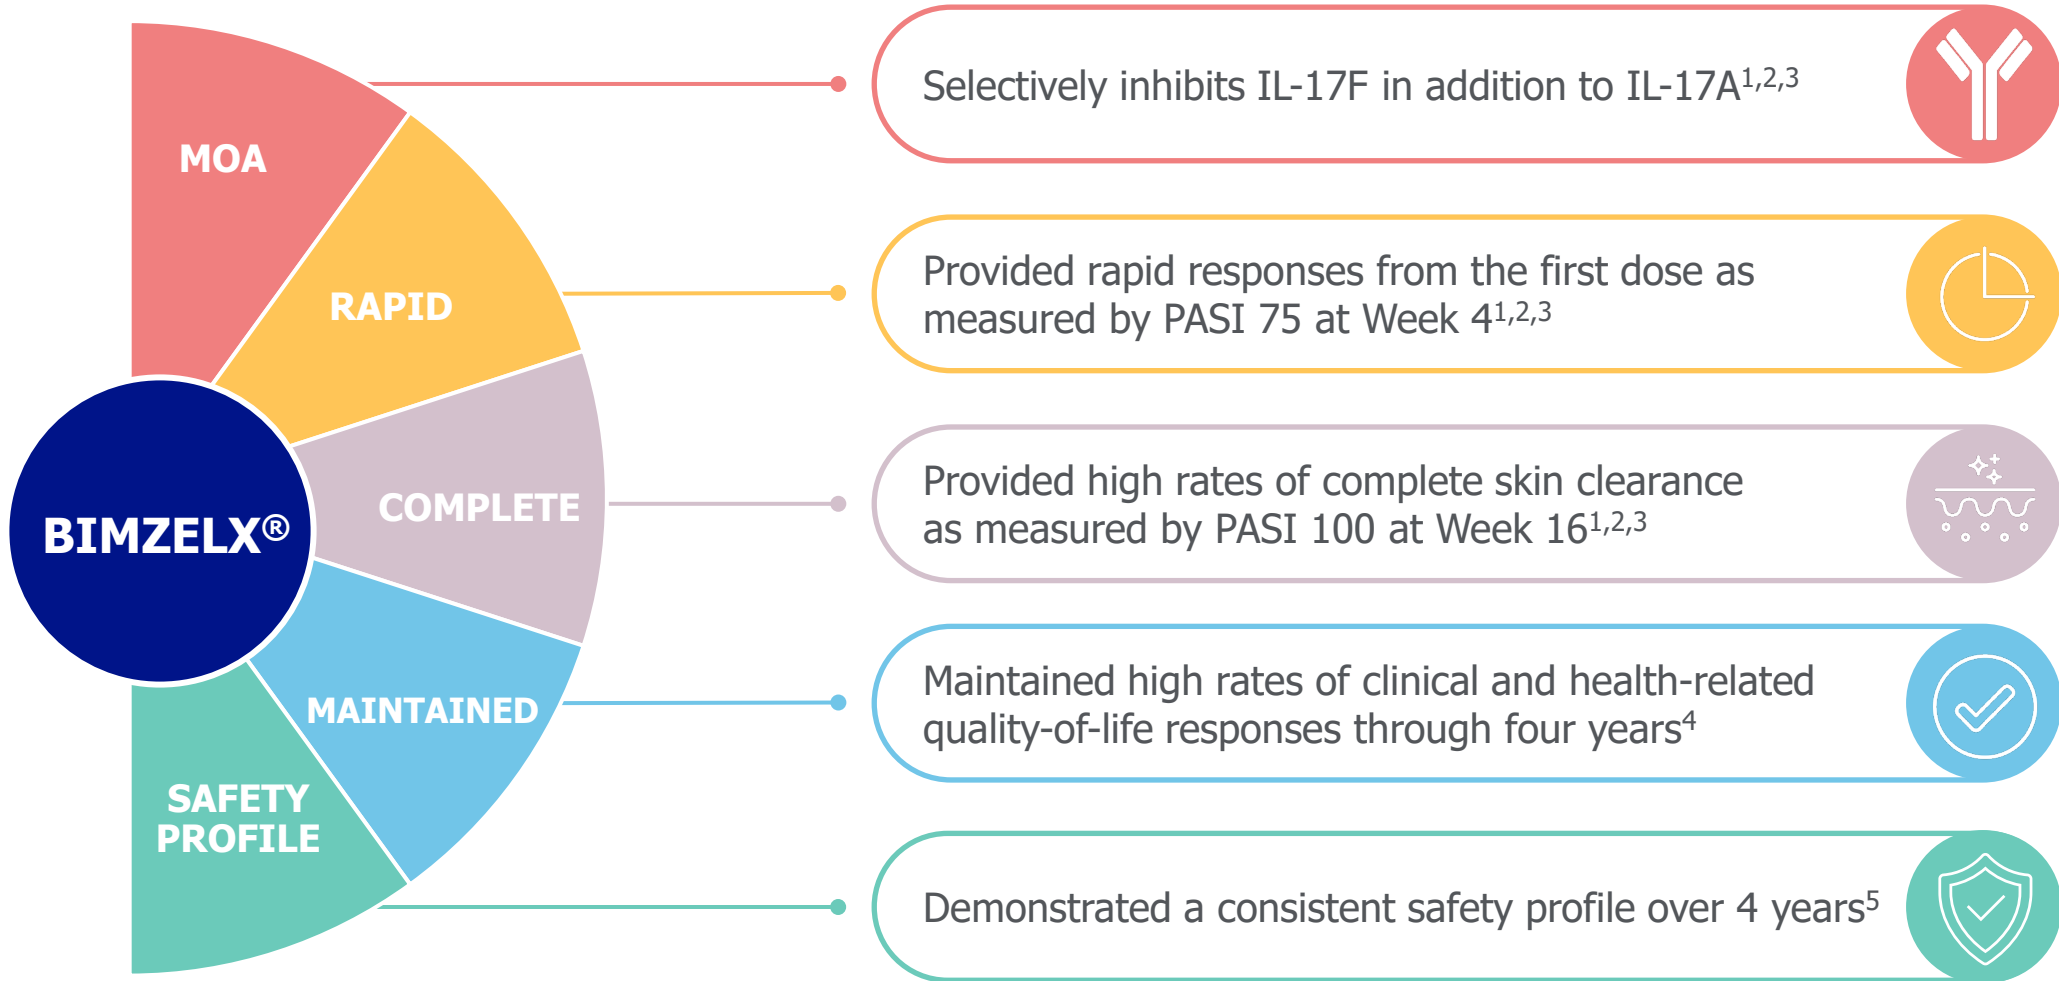 MOA
Selectively inhibits IL-17F in addition to IL-17A1,2,3
RAPID
Provided rapid responses from the first dose as
measured by PASI 75 at Week 41,2,3
COMPLETE
Provided high rates of complete skin clearance
as measured by PASI 100 at Week 161,2,3
BIMZELX®
MAINTAINED
Maintained high rates of clinical and health-related
quality-of-life responses through four years4
SAFETY
PROFILE
Demonstrated a consistent safety profile over 4 years5